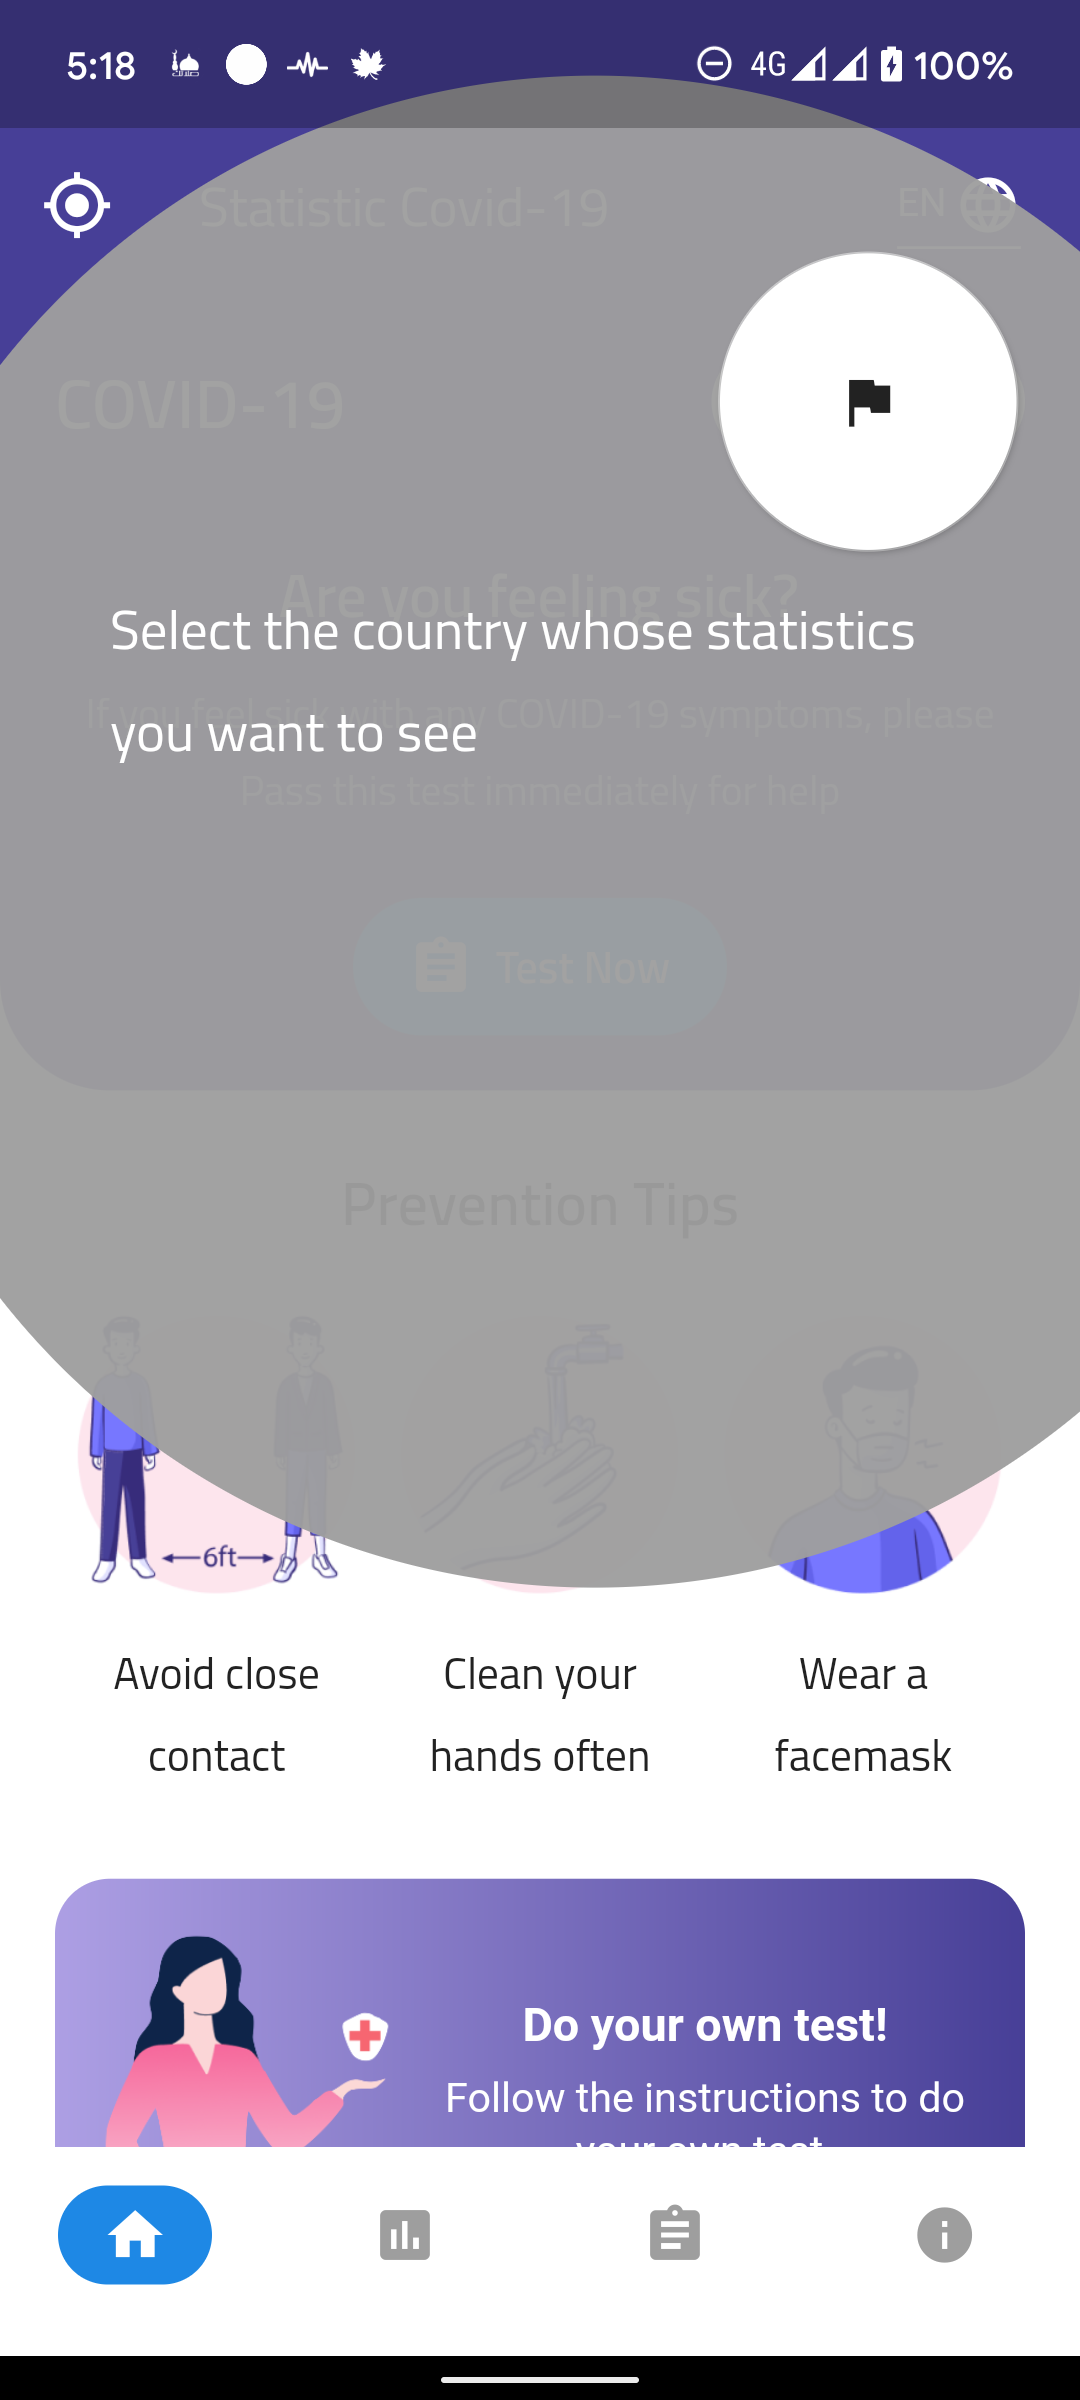 5:18
4G
100%
Statistic Covid-19
EN
COVID-19
Are you feeling sick?
Select the country whose statistics
you want to see
If you feel sick with any COVID-19 symptoms, please
Pass this test immediately for help
Test Now
Prevention Tips
6ft
Avoid close
contact
Clean your
hands often
Wear a
facemask
Do your own test!
Follow the instructions to do
your own test